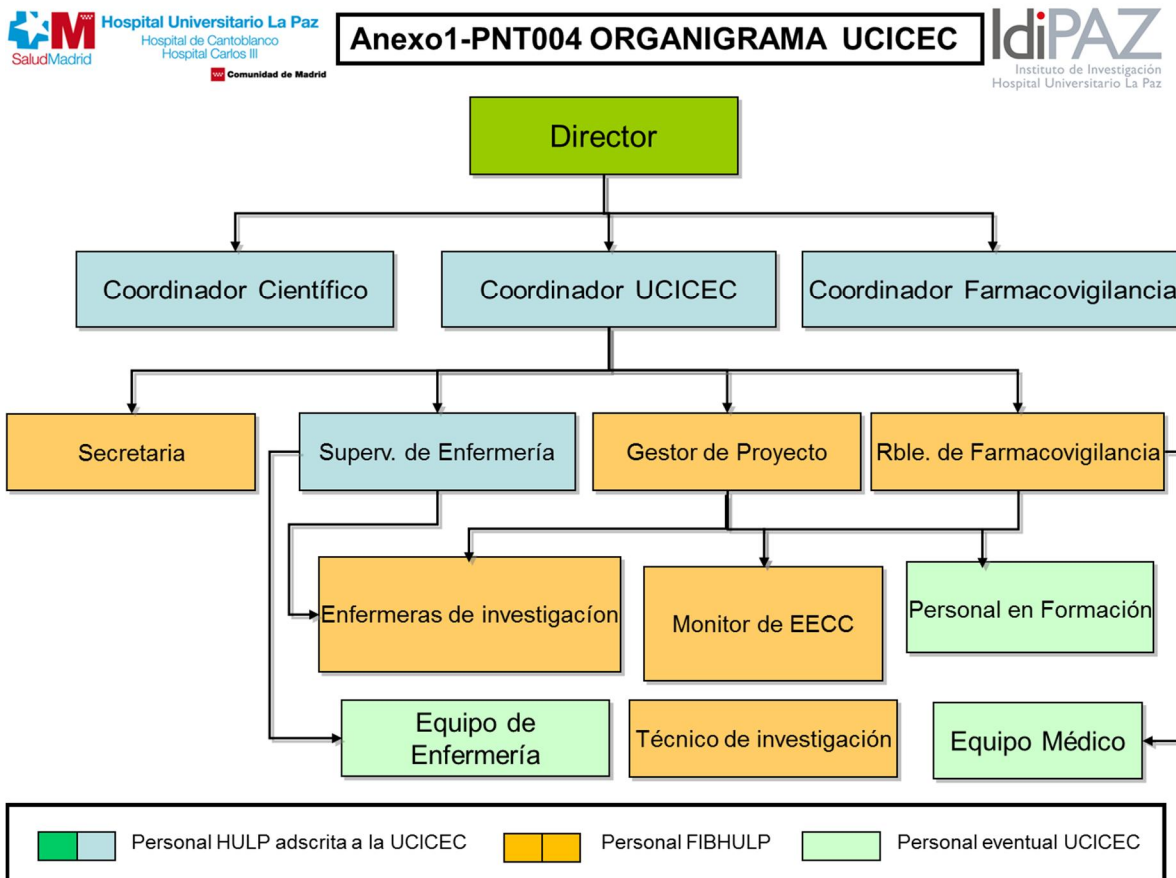 Hospital Universitario La Paz
Hospital de Cantoblanco
Hospital Carlos III
SaludMadrid
Comunidad de Madrid
Anexo1-PNT004 ORGANIGRAMA UCICEC
IdiPAZ
Instituto de Investigación
Hospital Universitario La Paz
Director
Coordinador Científico
Coordinador UCICEC
Coordinador Farmacovigilancia
Secretaria
Superv. de Enfermería
Gestor de Proyecto
Rble. de Farmacovigilancia
Enfermeras de investigacíon
Monitor de EECC
Personal en Formación
Equipo de
Enfermería
Técnico de investigación
Equipo Médico
Personal HULP adscrita a la UCICEC
Personal FIBHULP
Personal eventual UCICEC